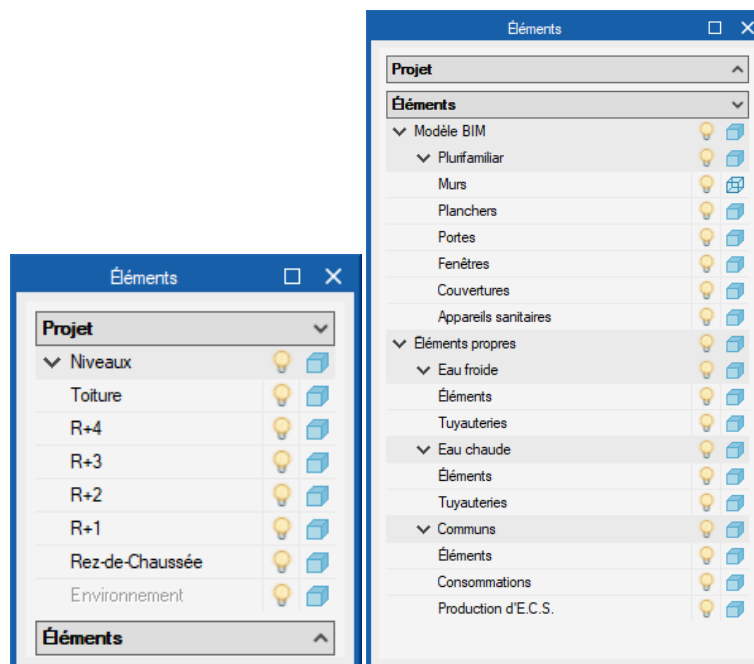 Éléments
Projet
Niveaux
Toiture
R+4
R+3
R+2
R+1
Rez-de-Chaussée
Environnement
Éléments
Éléments
Projet
Éléments
Modèle BIM
Plurifamiliar
Murs
Planchers
Portes
Fenêtres
Couvertures
Appareils sanitaires
Éléments propres
Eau froide
Éléments
Tuyauteries
Eau chaude
Éléments
Tuyauteries
Communs
Éléments
Consommations
Production d'E.C.S.